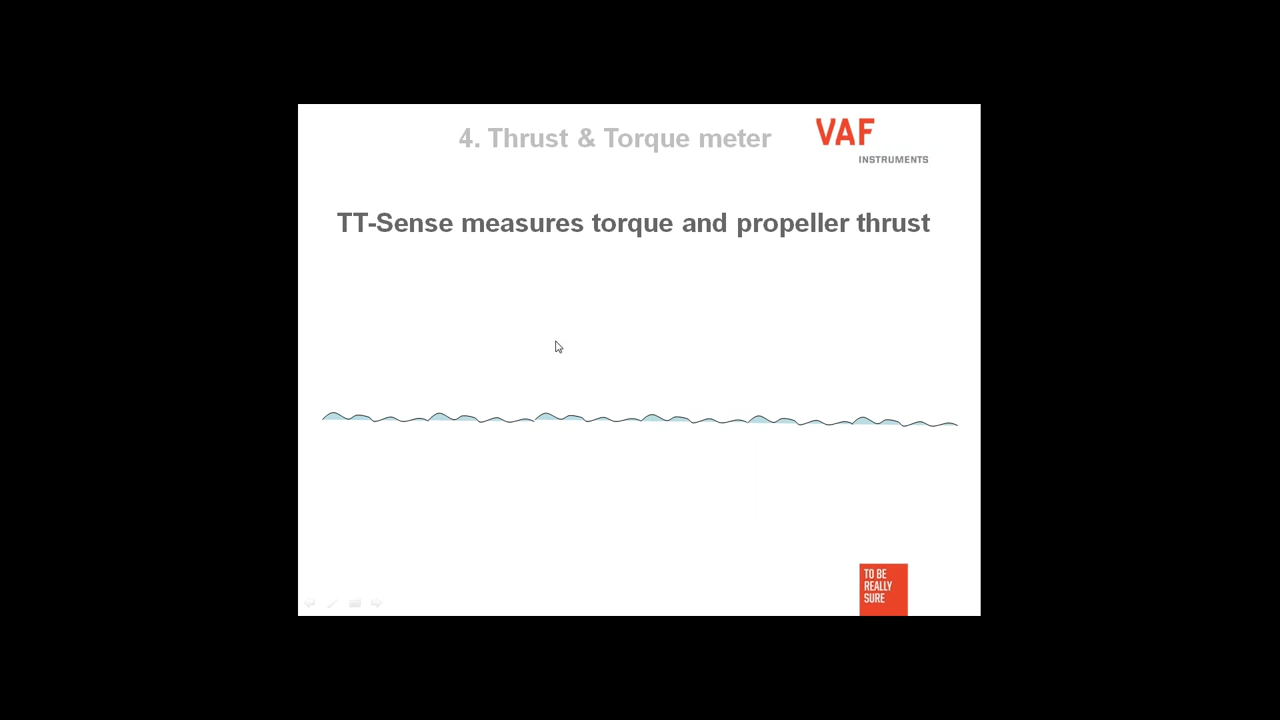 4. Thrust & Torque meter
VAF
INSTRUMENTS
TT-Sense measures torque and propeller thrust
TO BE
REALLY
SURE